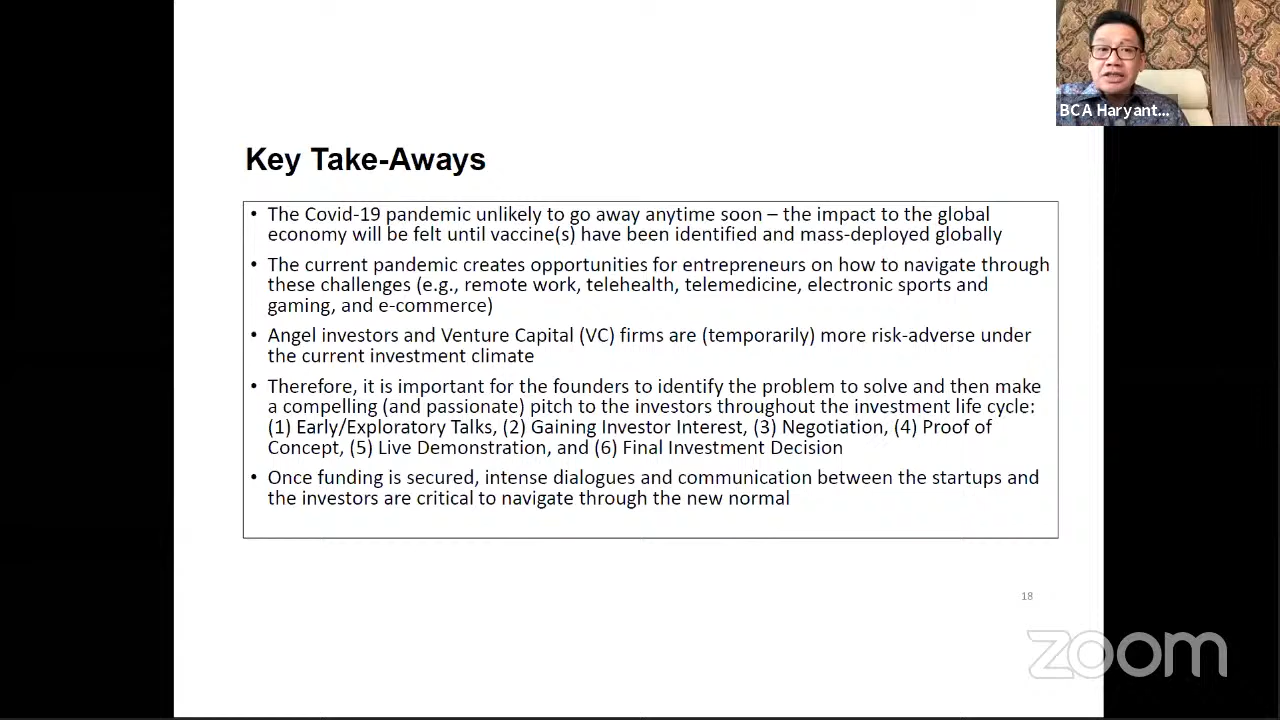 BCA Haryant...
Key Take-Aways
• The Covid-19 pandemic unlikely to go away anytime soon – the impact to the global
economy will be felt until vaccine(s) have been identified and mass-deployed globally
• The current pandemic creates opportunities for entrepreneurs on how to navigate through
these challenges (e.g., remote work, telehealth, telemedicine, electronic sports and
gaming, and e-commerce)
• Angel investors and Venture Capital (VC) firms are (temporarily) more risk-adverse under
the current investment climate
• Therefore, it is important for the founders to identify the problem to solve and then make
a compelling (and passionate) pitch to the investors throughout the investment life cycle:
(1) Early/Exploratory Talks, (2) Gaining Investor Interest, (3) Negotiation, (4) Proof of
Concept, (5) Live Demonstration, and (6) Final Investment Decision
• Once funding is secured, intense dialogues and communication between the startups and
the investors are critical to navigate through the new normal
18
zoom